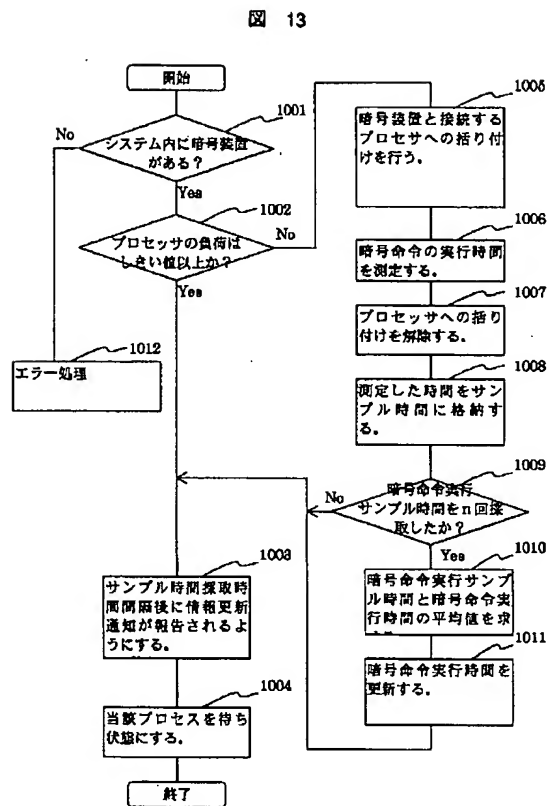 図 13
開始
1001
No
システム内に暗号装置
がある？
Yes
1002
プロセッサの負荷は
しきい値以上か？
No
Yes
1012
エラー処理
1005
暗号装置と接続する
プロセサへの括り付
けを行う。
1006
暗号命令の実行時間
を測定する。
1007
プロセッサへの括り
付けを解除する。
1008
測定した時間をサン
プル時間に格納す
る。
1009
暗号命令実行
サンプル時間をn回採
取したか？
No
Yes
1010
暗号命令実行サンプ
ル時間と暗号命令実
行時間の平均値を求
1011
暗号命令実行時間を
更新する。
1003
サンプル時間採取時
間間隔後に情報更新
通知が報告されるよ
うにする。
1004
当該プロセスを待ち
状態にする。
終了